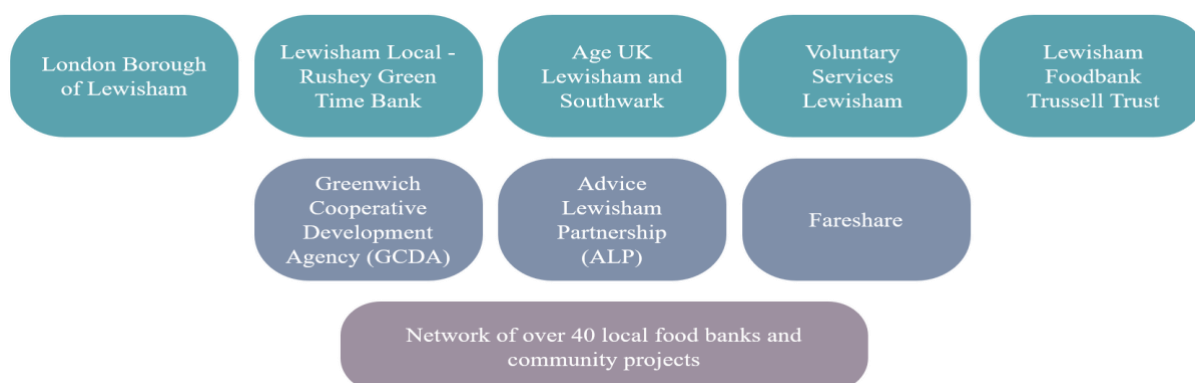 London Borough
of Lewisham
Lewisham Local -
Rushey Green
Time Bank
Age UK
Lewisham and
Southwark
Voluntary
Services
Lewisham
Lewisham
Foodbank
Trussell Trust
Greenwich
Cooperative
Development
Agency (GCDA)
Advice
Lewisham
Partnership
(ALP)
Fareshare
Network of over 40 local food banks and
community projects